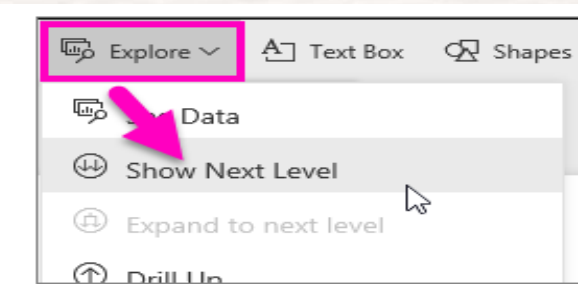 Explore Text Box Shapes
Data
Show Next Level
Expand to next level
Drill Up